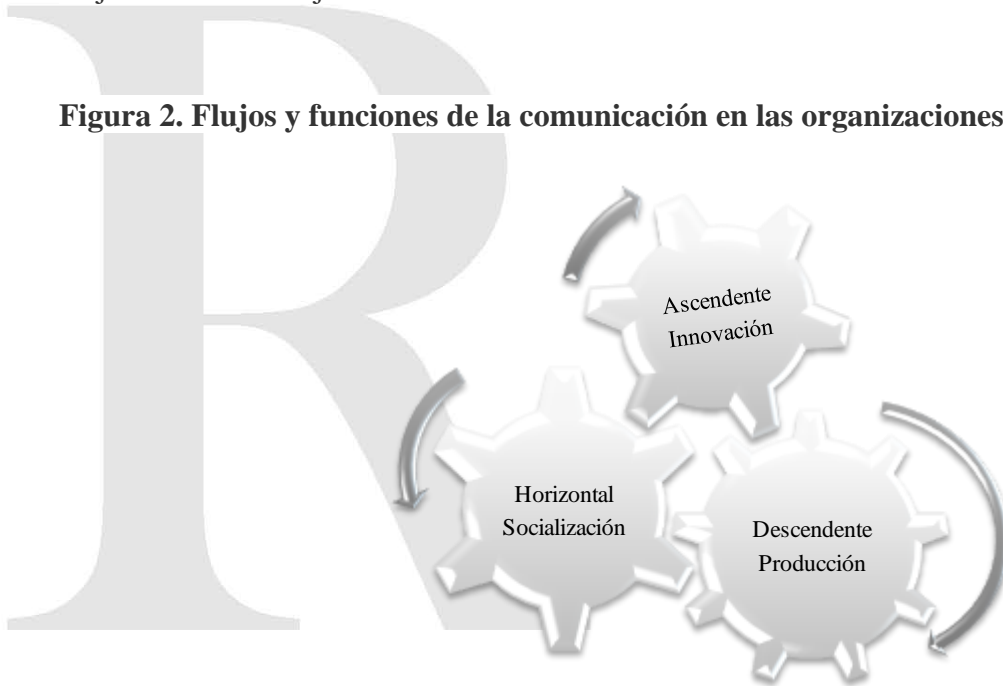 Figura 2. Flujos y funciones de la comunicación en las organizaciones
Ascendente
Innovación
Horizontal
Socialización
Descendente
Producción